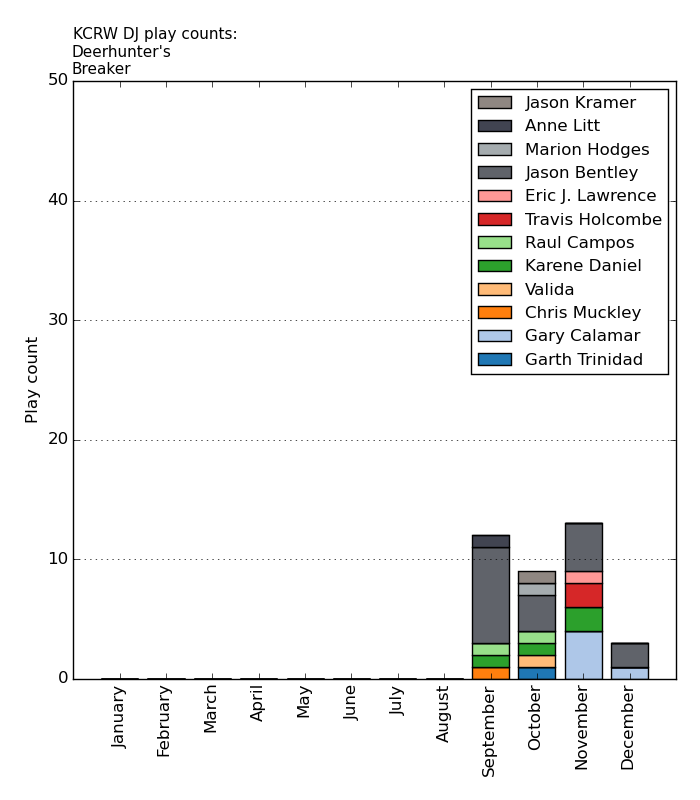 KCRW DJ play counts:
Deerhunter's
Breaker
50
40
30
20
10
0
Play count
Jason Kramer
Anne Litt
Marion Hodges
Jason Bentley
Eric J. Lawrence
Travis Holcombe
Raul Campos
Karene Daniel
Valida
Chris Muckley
Gary Calamar
Garth Trinidad
January
February
March
April
May
June
July
August
September
October
November
December